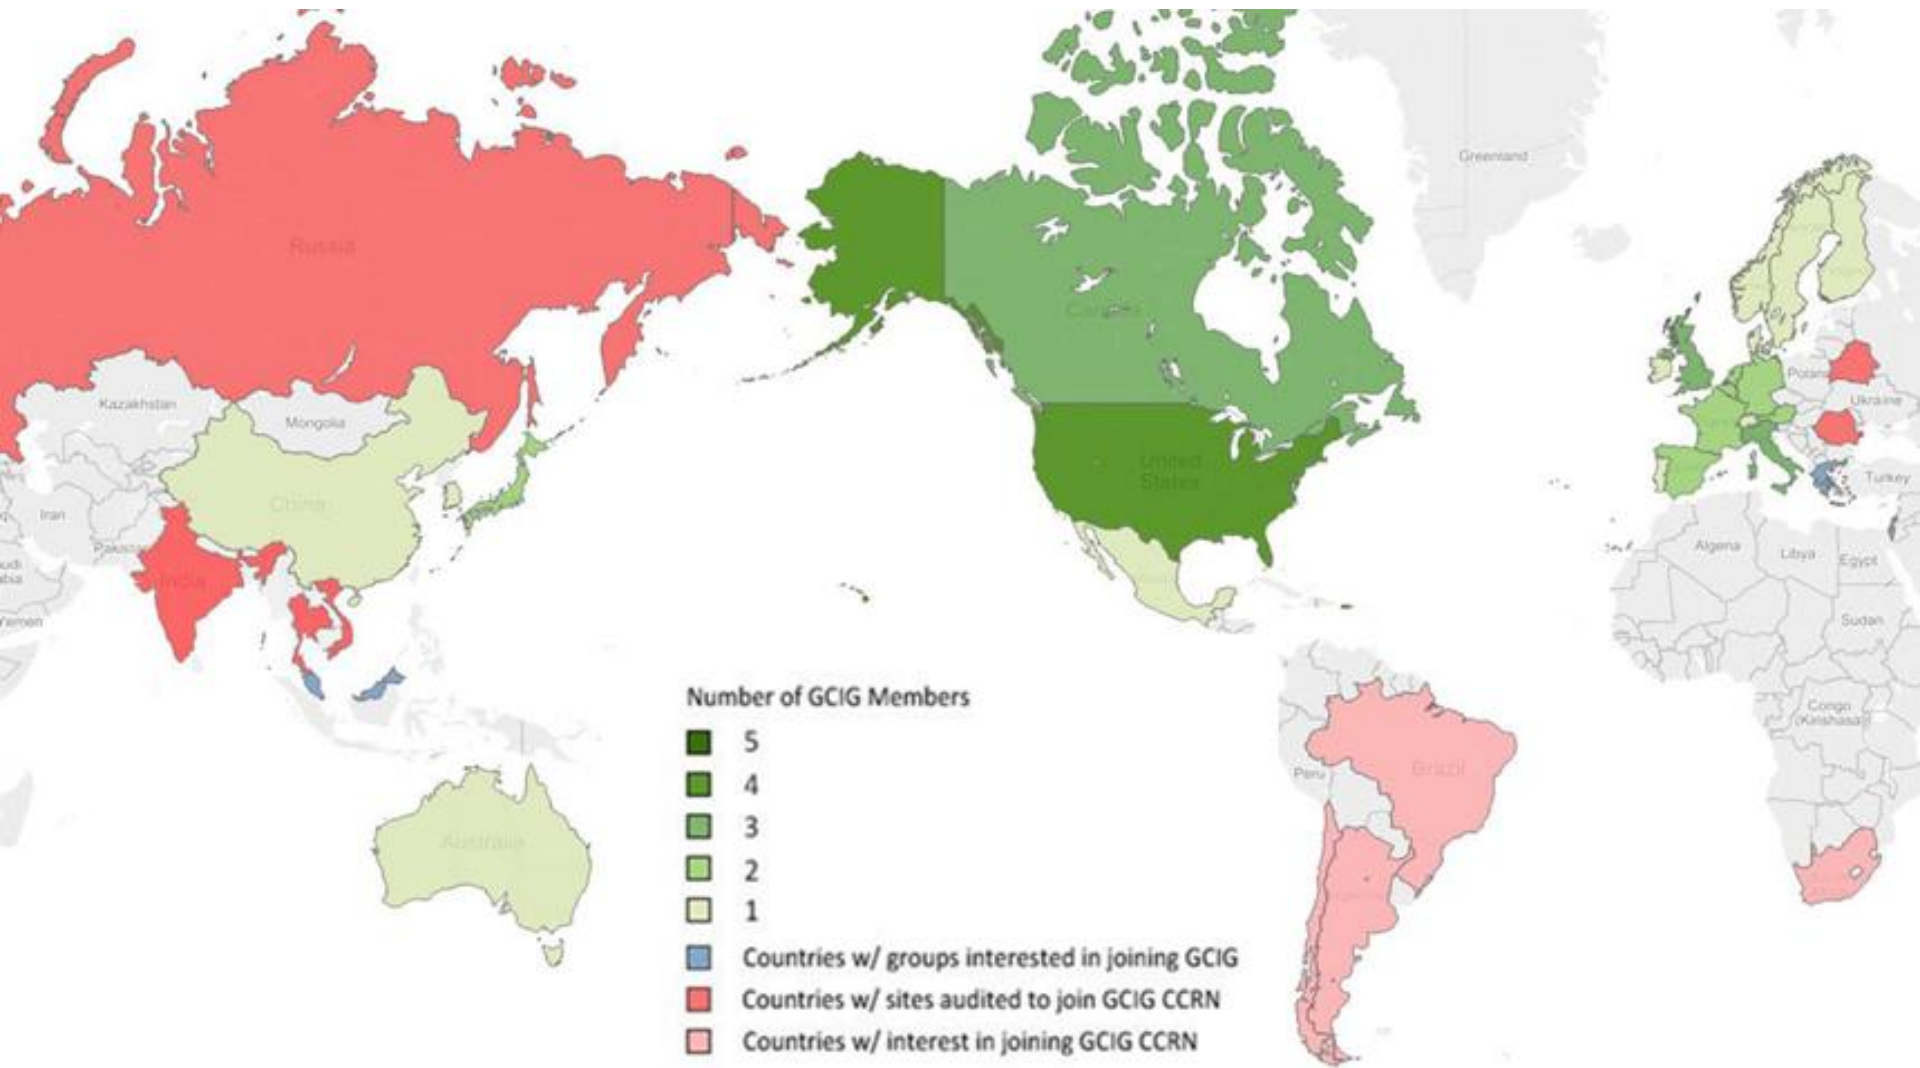 Greenland
Russia
Canada
Kazakhstan
Mongolia
Poland
Ukraine
United
States
Turkey
China
Iran
Pakistan
Algeria
Libya
Egypt
India
Yemen
Sudan
Number of GCIG Members
5
4
3
2
1
Countries w/ groups interested in joining GCIG
Countries w/ sites audited to join GCIG CCRN
Countries w/ interest in joining GCIG CCRN
Congo
(Kinshasa)
Peru
Brazil
Australia